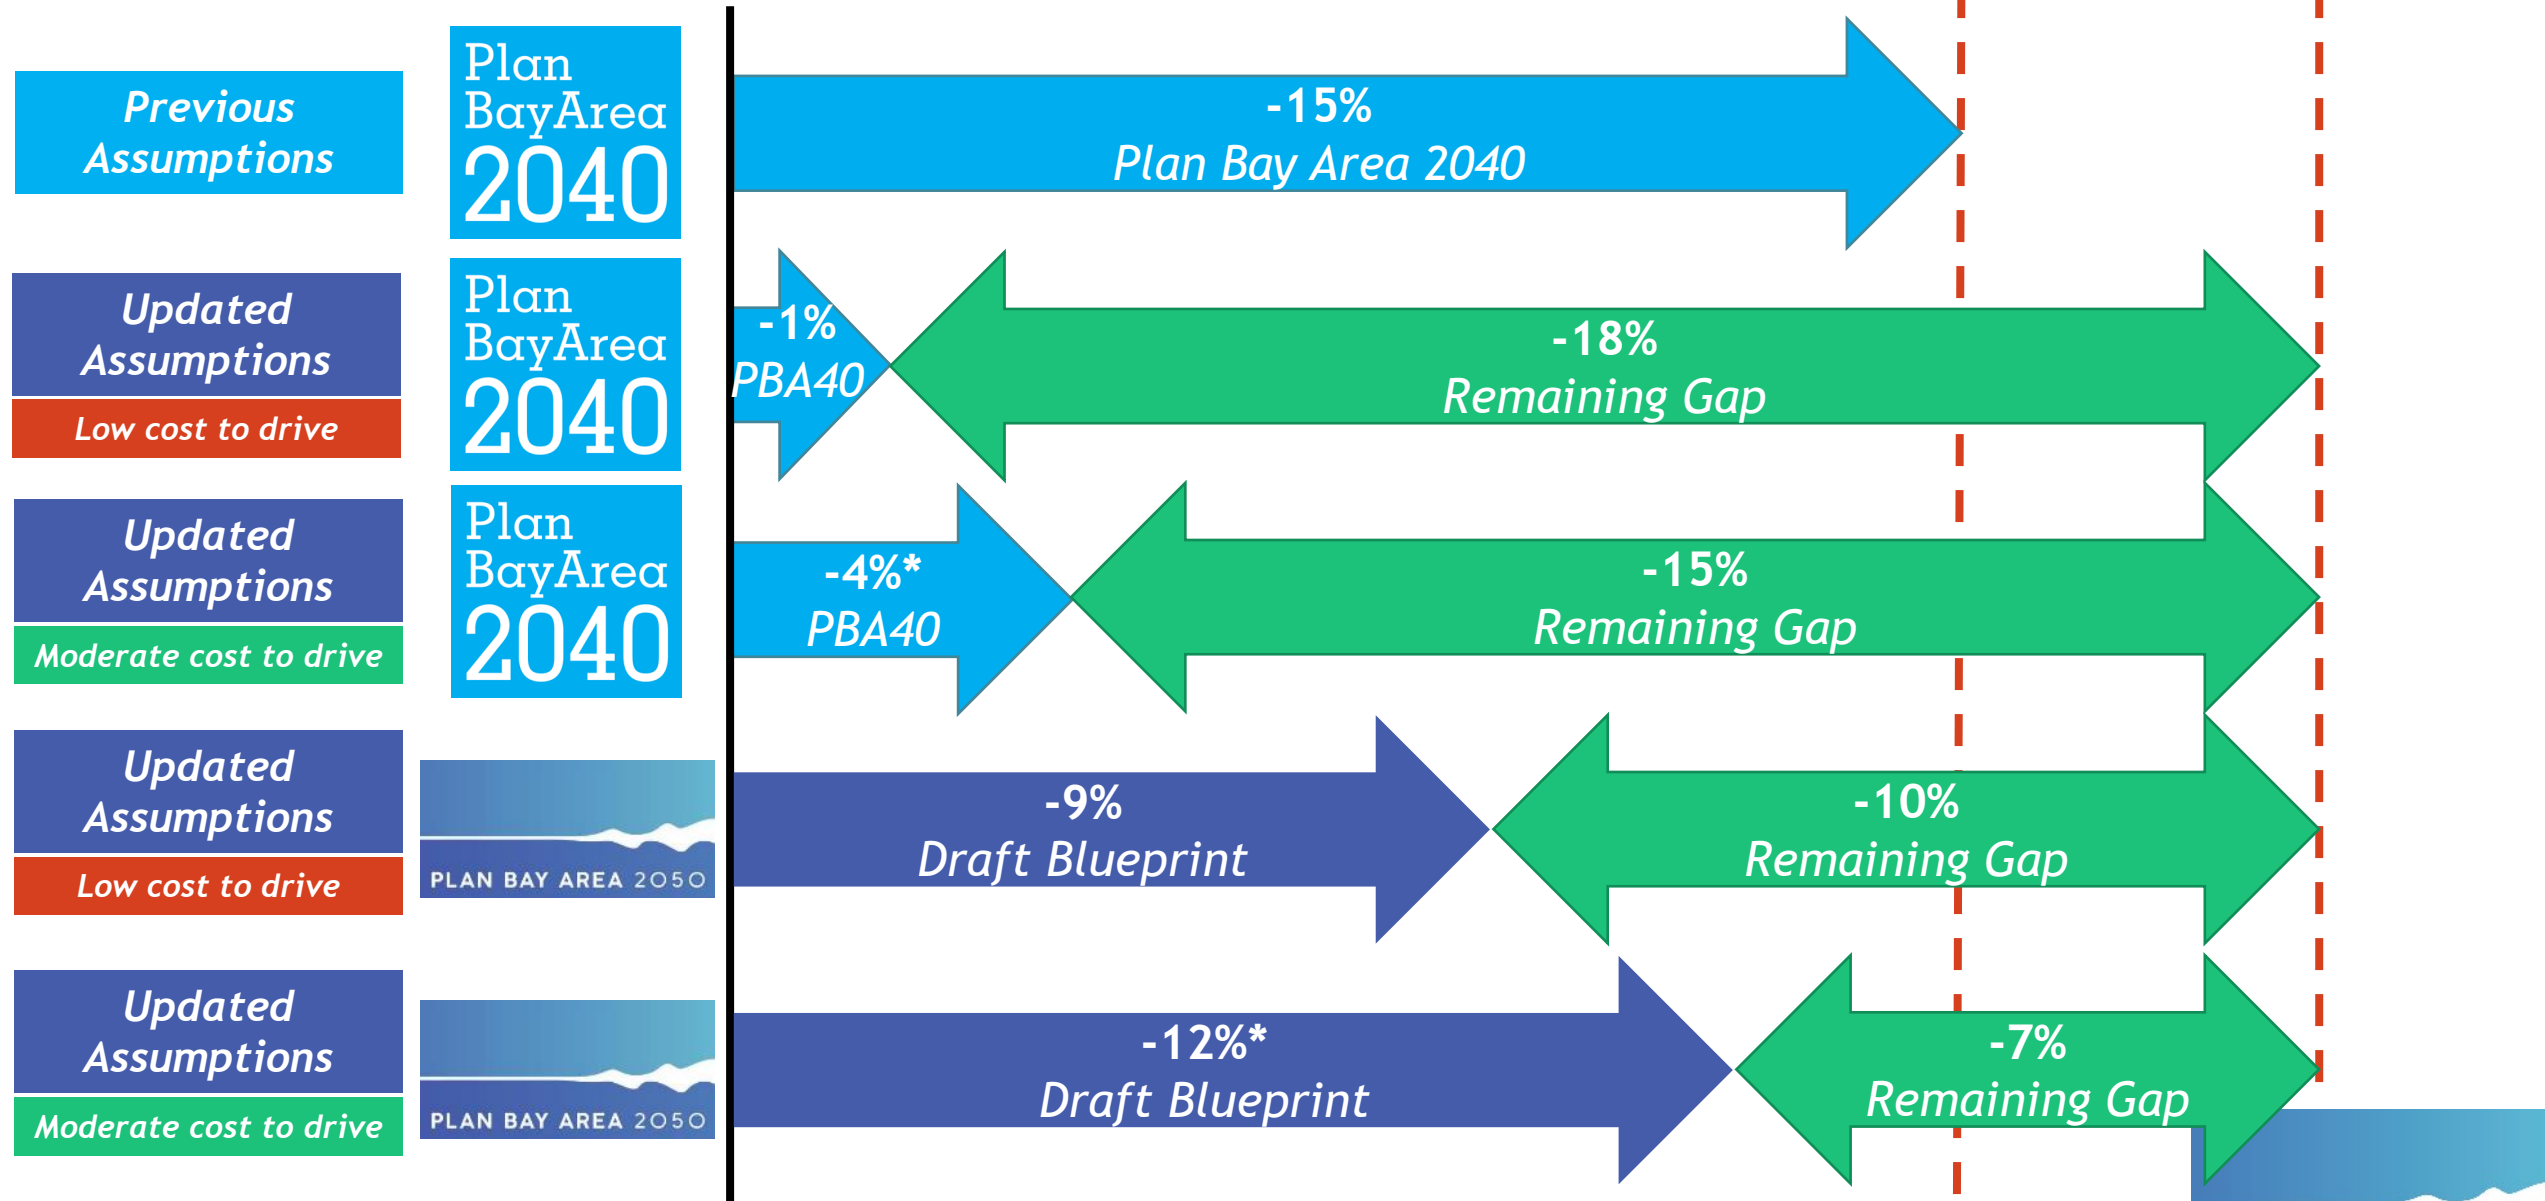 Previous
Assumptions
Plan
BayArea
2040
-15%
Plan Bay Area 2040
Updated
Assumptions
Low cost to drive
Plan
BayArea
2040
-1%
PBA40
-18%
Remaining Gap
Updated
Assumptions
Moderate cost to drive
Plan
BayArea
2040
-4%*
PBA40
-15%
Remaining Gap
Updated
Assumptions
Low cost to drive
PLAN BAY AREA 2050
-9%
Draft Blueprint
-10%
Remaining Gap
Updated
Assumptions
Moderate cost to drive
PLAN BAY AREA 2050
-12%*
Draft Blueprint
-7%
Remaining Gap